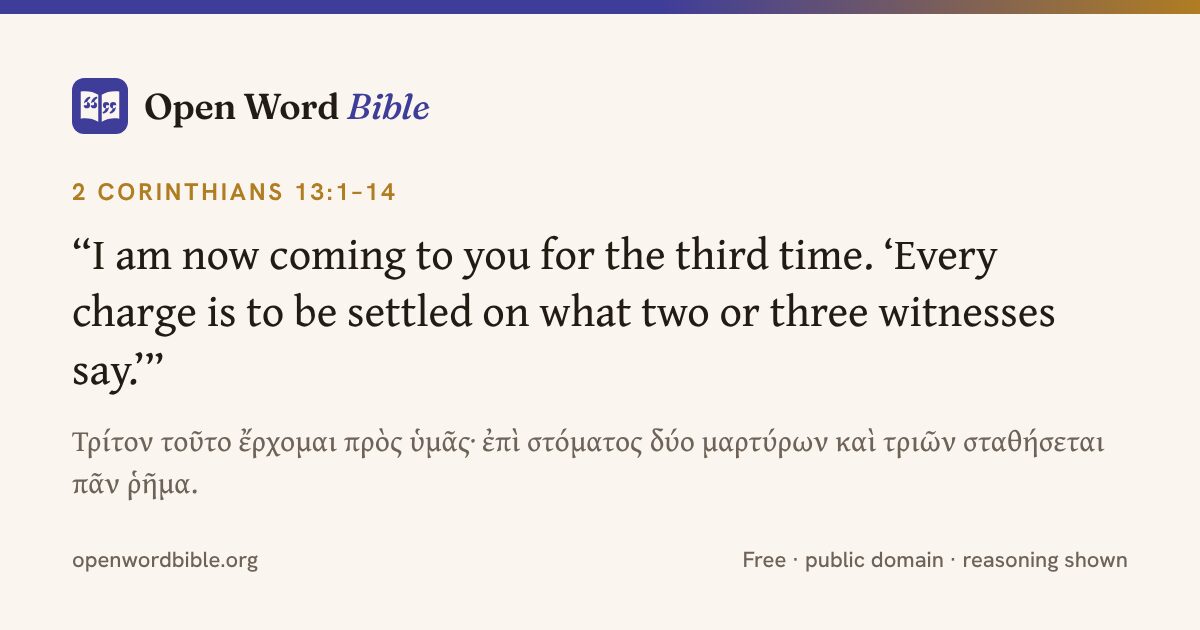 Open Word Bible
2 CORINTHIANS 13:1–14
“I am now coming to you for the third time. ‘Every
charge is to be settled on what two or three witnesses
say.’”
Τρίτον τοῦτο ἔρχομαι πρὸς ὑμᾶς· ἐπὶ στόματος δύο μαρτύρων καὶ τριῶν σταθήσεται
πᾶν ῥῆμα.
openwordbible.org
Free · public domain · reasoning shown